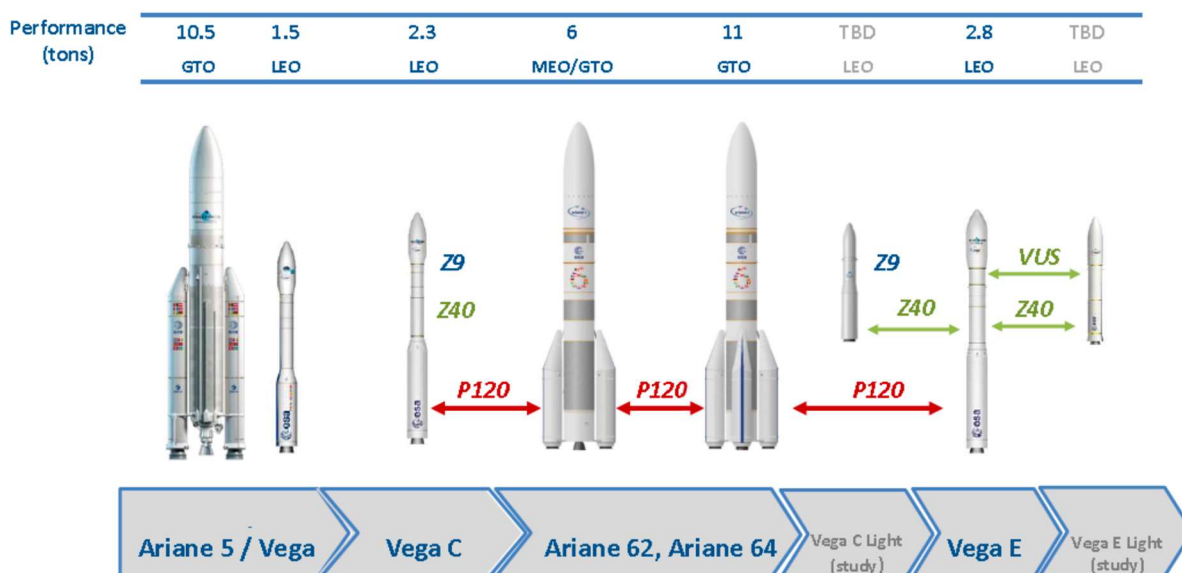 Performance
(tons)
10.5 1.5 2.3 6 11 TBD 2.8 TBD
GTO LEO LEO MEO/GTO GTO LEO LEO LEO
Z9
Z40
P120
P120
Z9
Z40
P120
VUS
Z40
esa
esa
esa
Ariane 5 / Vega
Vega C
Ariane 62, Ariane 64
Vega C Light
(study)
Vega E
Vega E Light
(study)